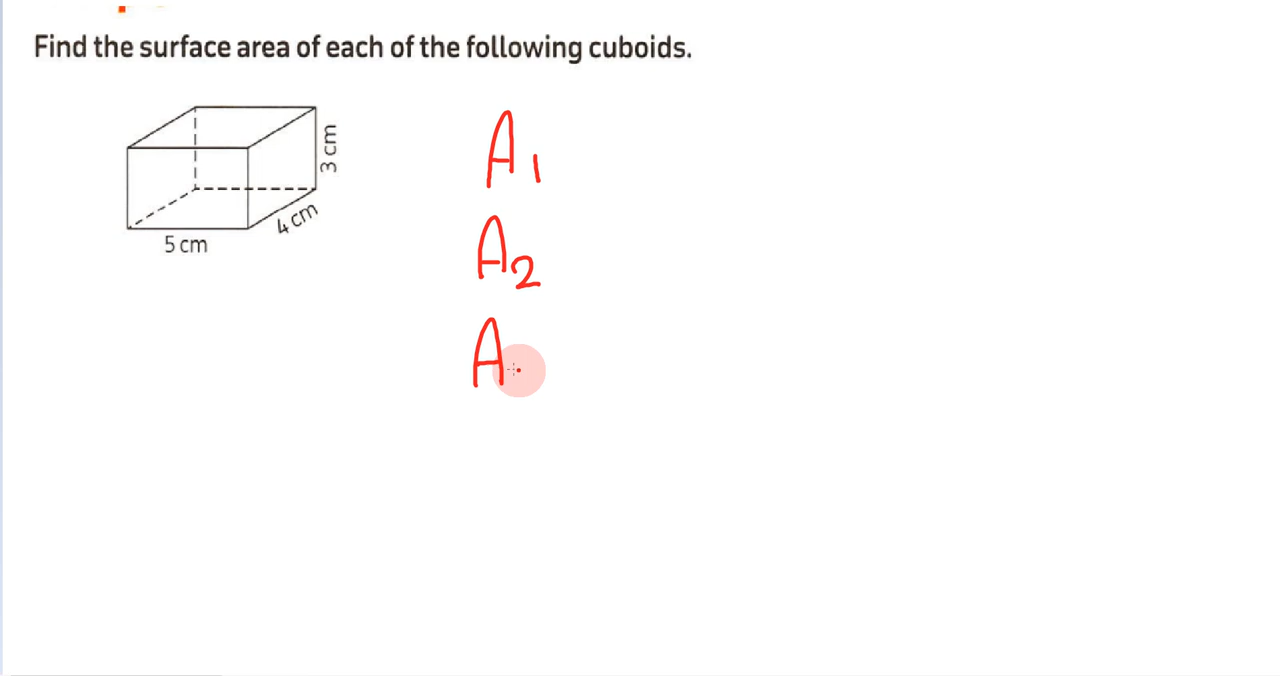 Find the surface area of each of the following cuboids.
3 cm
4 cm
5 cm
A1
A2
A